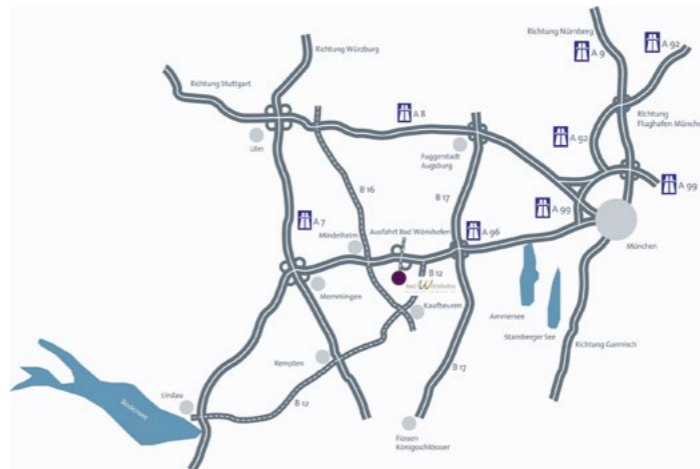 Richtung Nürnberg
A 9
A 92
Richtung Würzburg
Richtung Stuttgart
A 8
Richtung
Flughafen Münch
Ulm
Fuggerstadt
Augsburg
A 92
A 99
B 16
B 17
A 7
A 99
Ausfahrt Bad Wörishofen
A 96
Mindelheim
München
B 12
Memmingen
Kaufbeuren
Ammersee
Starnberger See
Richtung Garmisch
Kempten
B 17
Lindau
B 12
Bodensee
Füssen
Königsschlösser